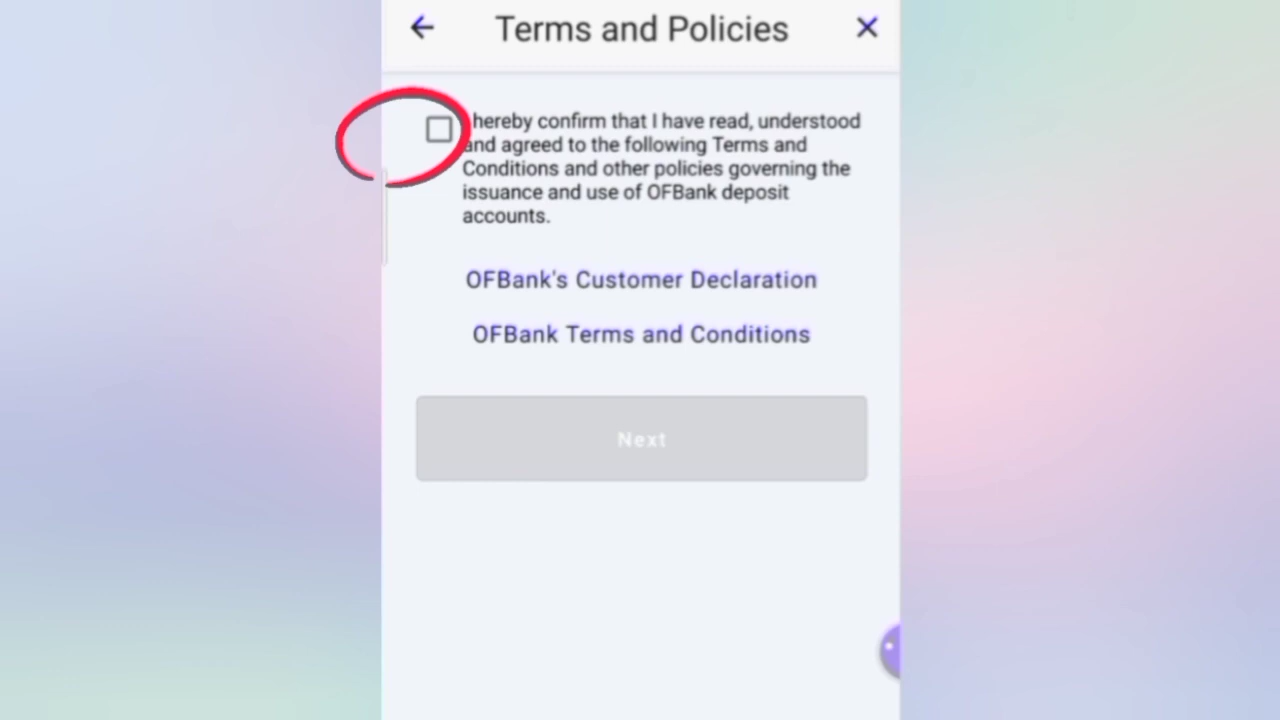 Terms and Policies
hereby confirm that I have read, understood
and agreed to the following Terms and
Conditions and other policies governing the
issuance and use of OFBank deposit
accounts.
OFBank's Customer Declaration
OFBank Terms and Conditions
Next